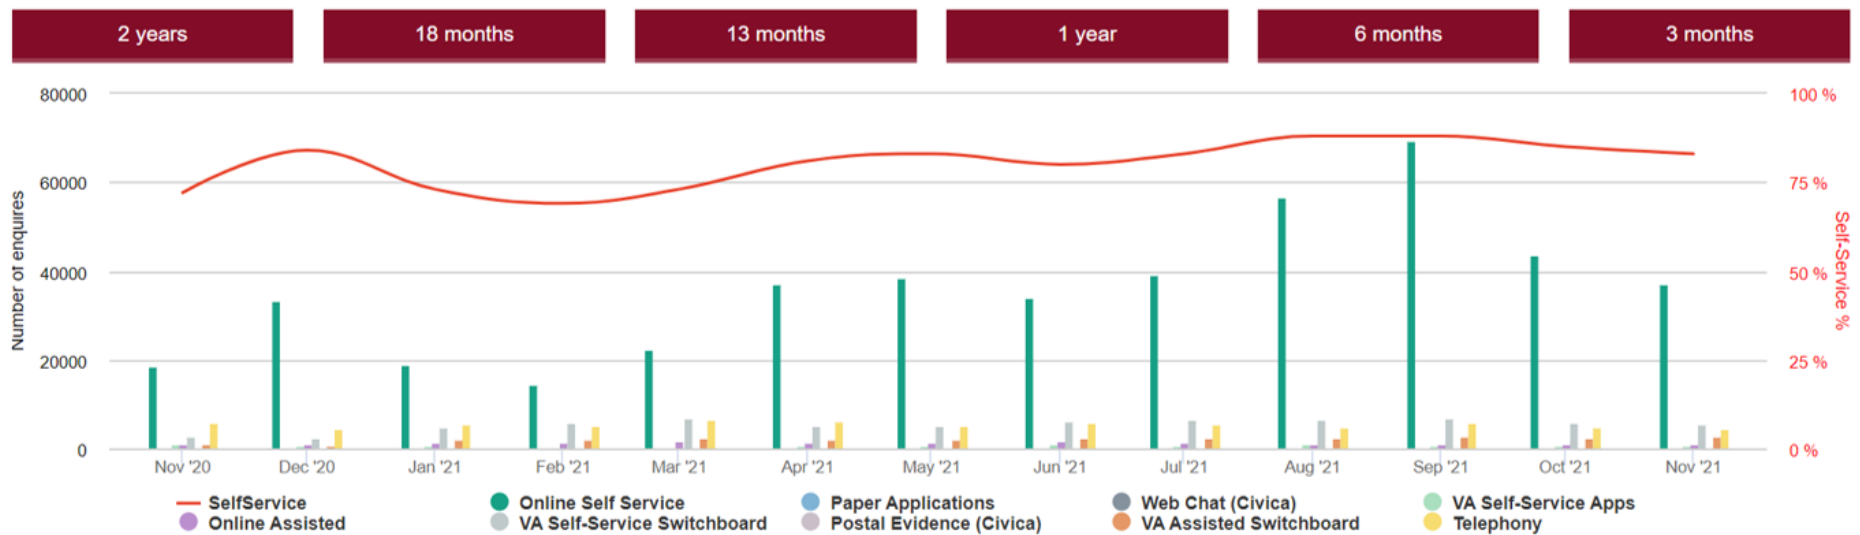 2 years 18 months 13 months 1 year 6 months 3 months
80000 100 %
60000 75 %
40000 50 %
20000 25 %
0 0 %
Number of enquires
Self-Service %
Nov '20 Dec '20 Jan '21 Feb '21 Mar '21 Apr '21 May '21 Jun '21 Jul '21 Aug '21 Sep '21 Oct '21 Nov '21
SelfService Online Self Service Paper Applications Web Chat (Civica) VA Self-Service Apps
Online Assisted VA Self-Service Switchboard Postal Evidence (Civica) VA Assisted Switchboard Telephony